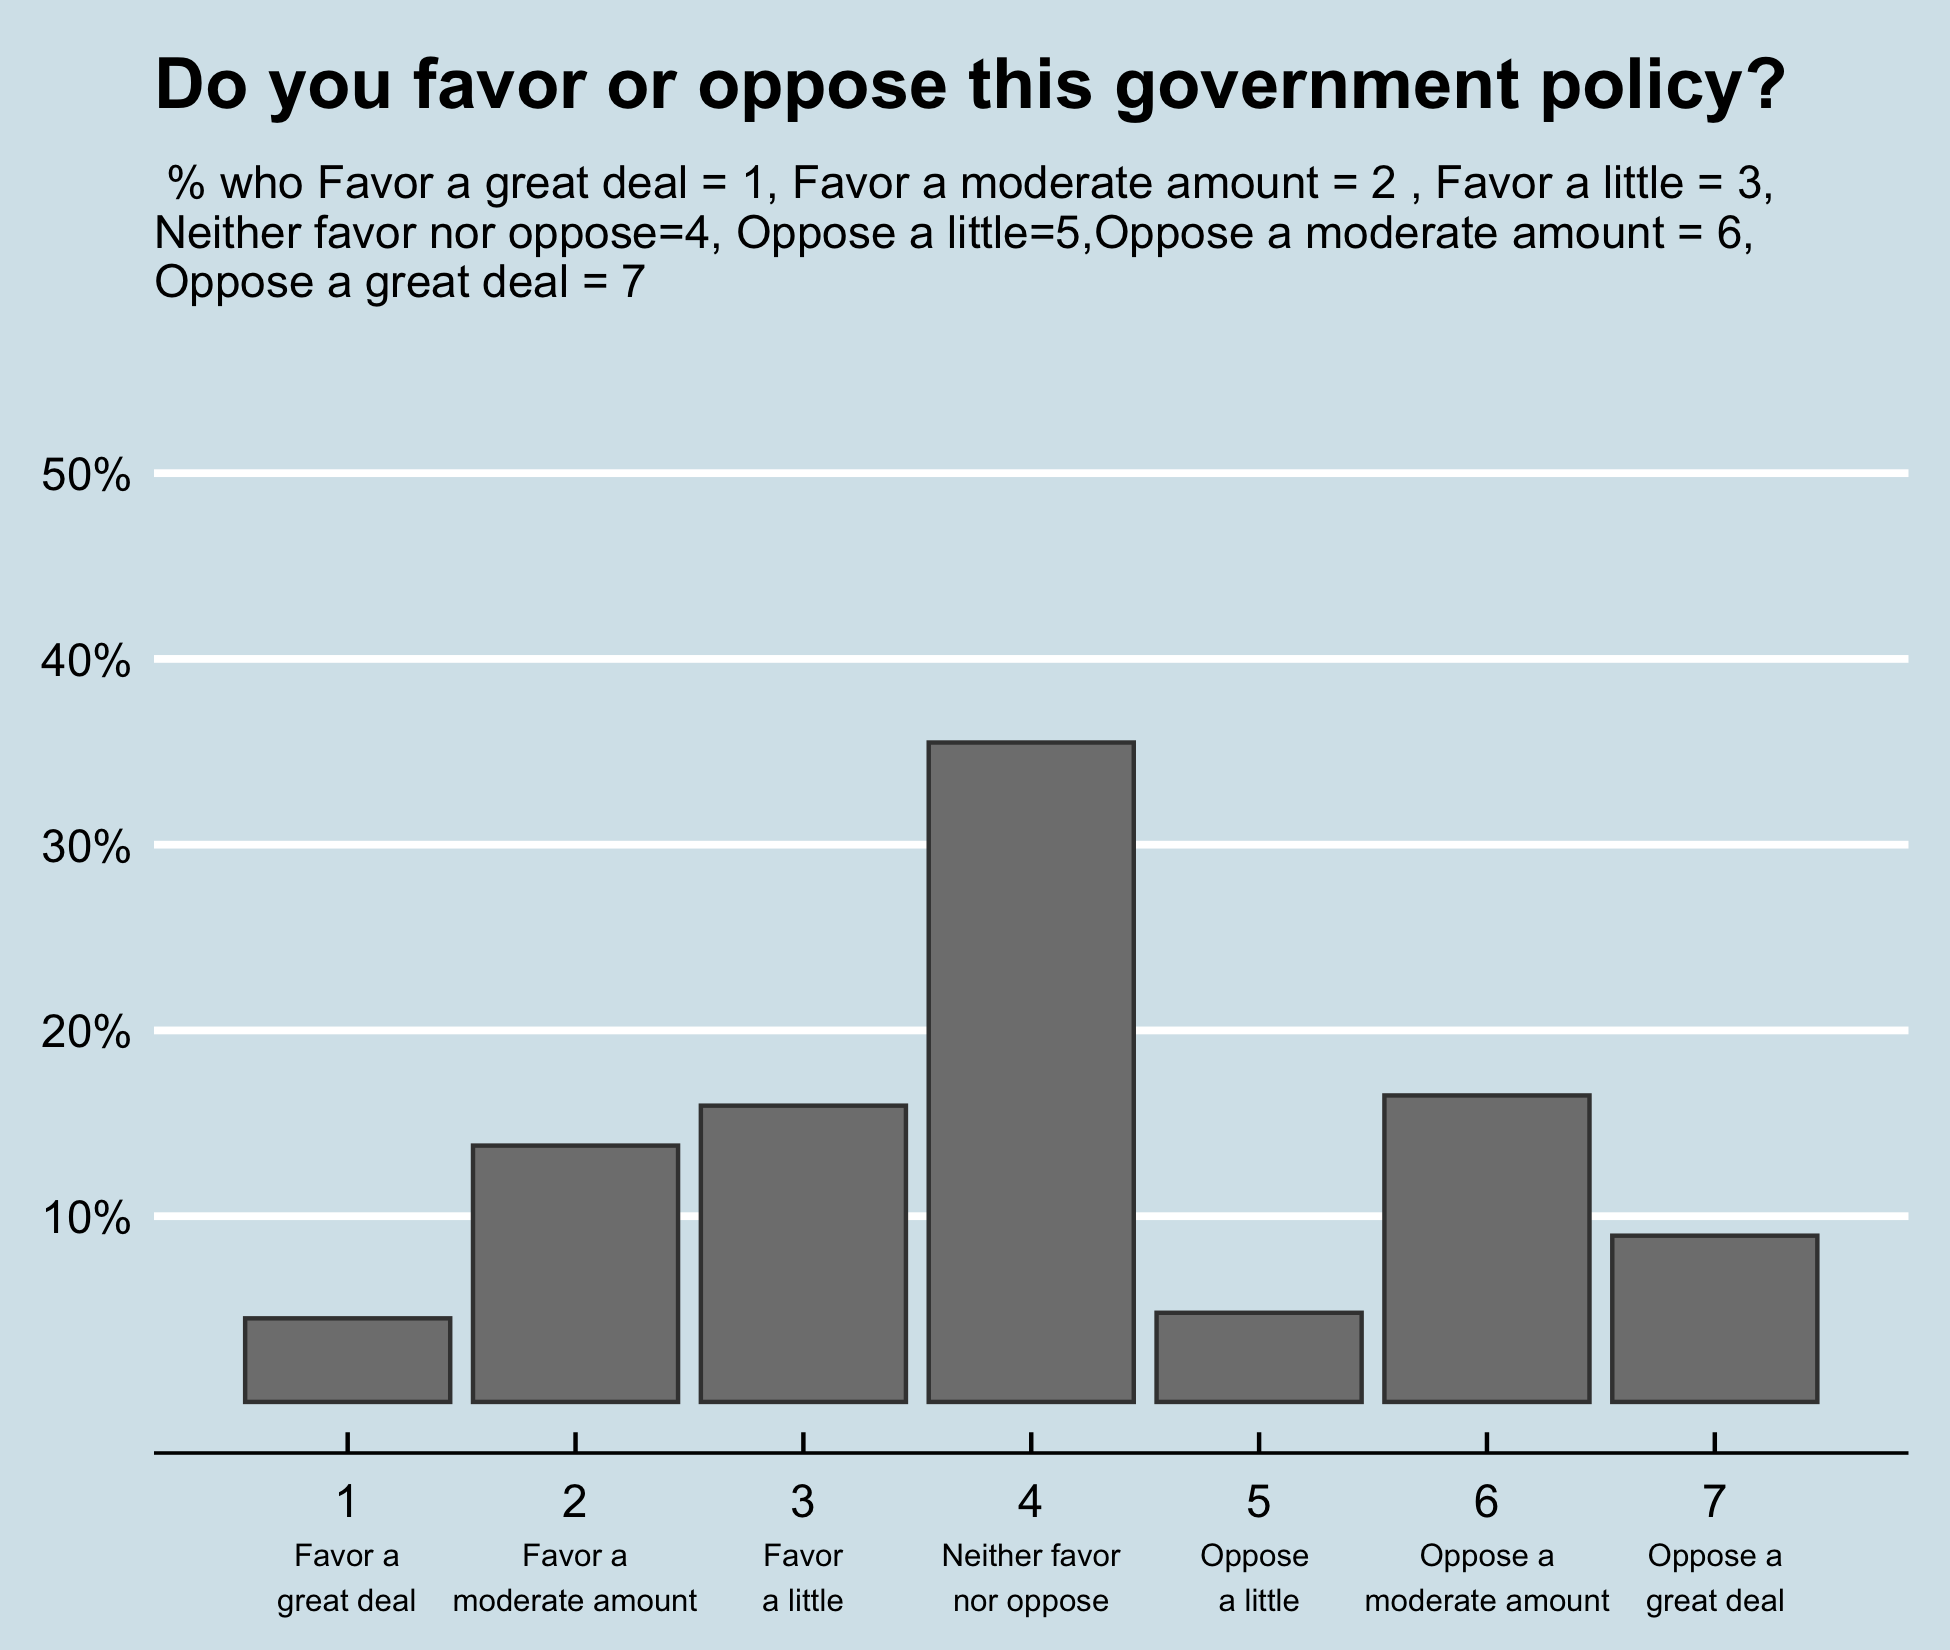 Do you favor or oppose this government policy?
% who Favor a great deal = 1, Favor a moderate amount = 2 , Favor a little = 3,
Neither favor nor oppose=4, Oppose a little=5,Oppose a moderate amount = 6,
Oppose a great deal = 7
50%
40%
30%
20%
10%
1 2 3 4 5 6 7
Favor a Favor a Favor Neither favor Oppose Oppose a Oppose a
great deal moderate amount a little nor oppose a little moderate amount great deal